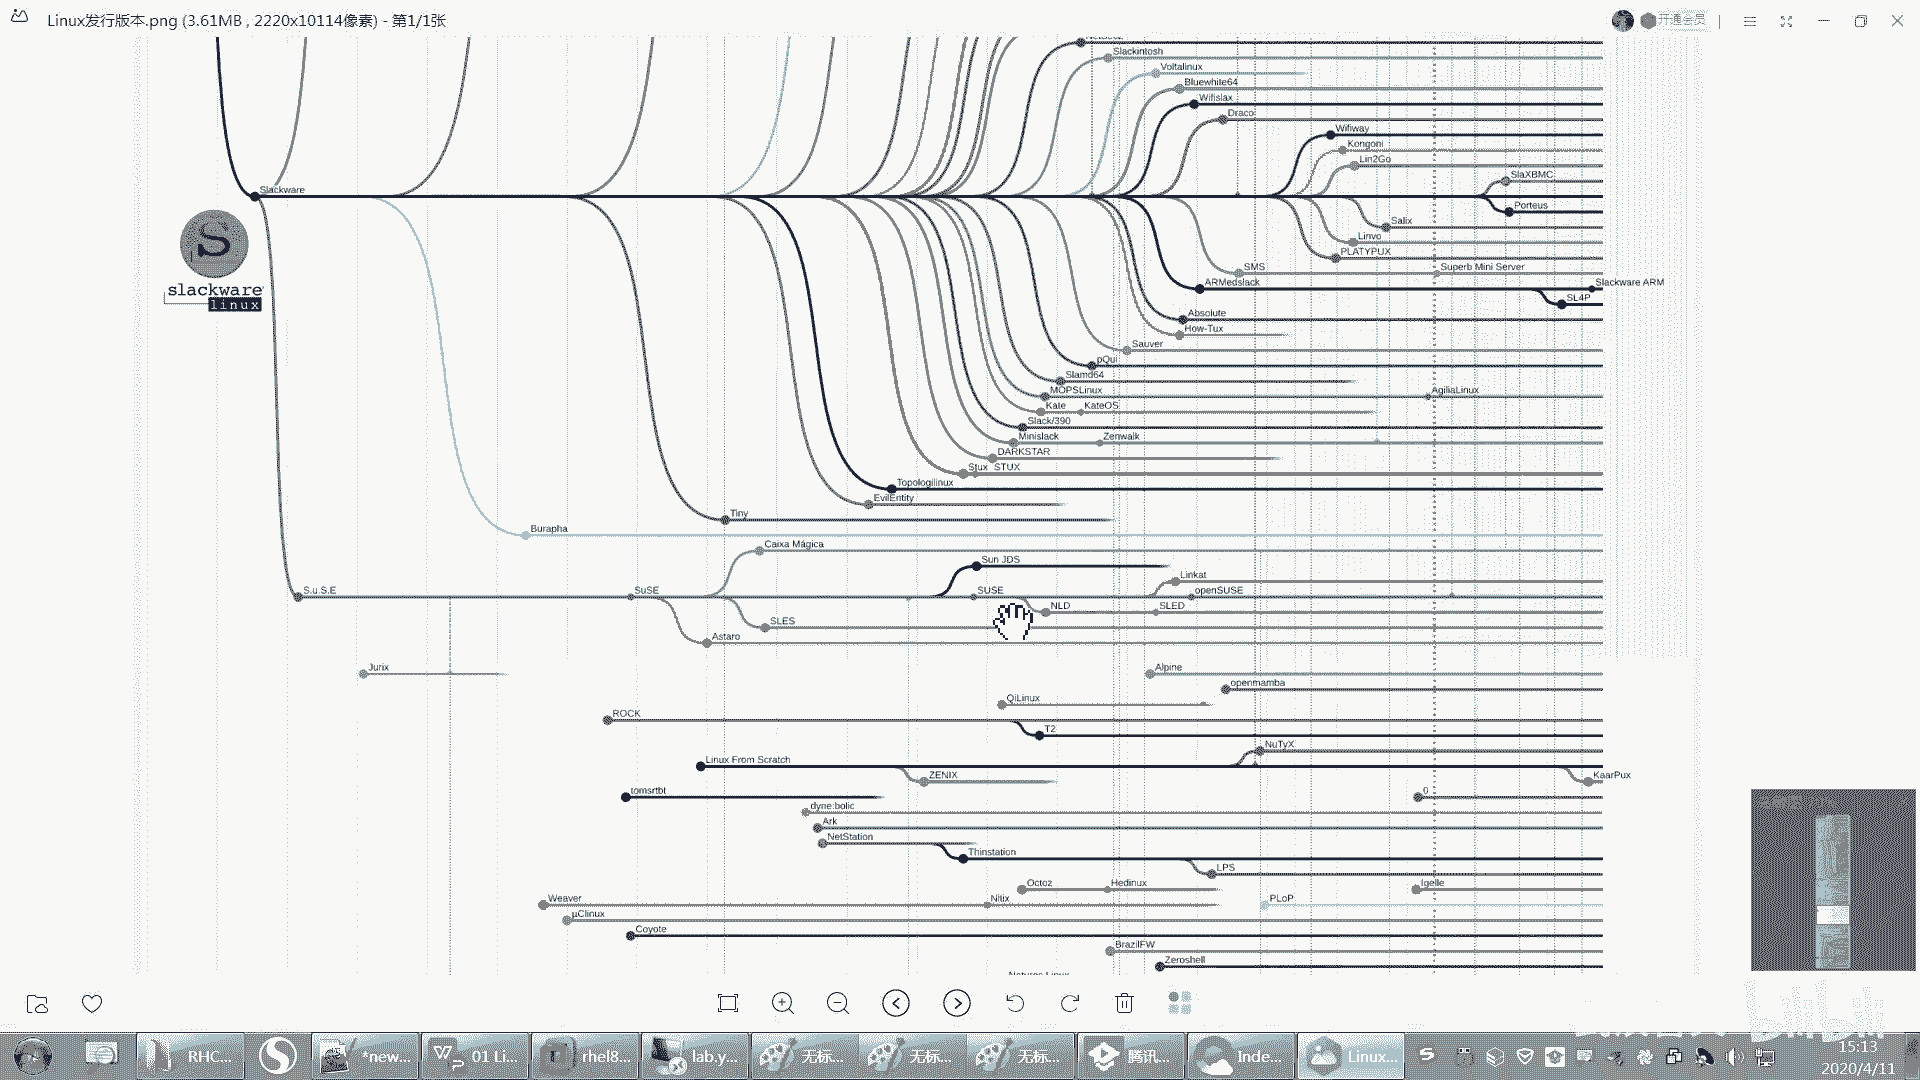 Linux发行版本.png (3.61MB , 2220x10114像素) - 第1/1张
开通会员
Slackintosh
Voltalinux
Bluewhite64
Wifislax
Draco
Wifiway
Kongoni
Lin2Go
SlaXBMC
Slackware
Porteus
Salix
Linvo
PLATYPUX
SMS
Superb Mini Server
ARMedslack
Slackware ARM
slackware
linux
SL4P
Absolute
How-Tux
Sauver
pQui
Slamd64
MOPSLinux
AgiliaLinux
Kate
KateOS
Slack/390
Minislack
Zenwalk
DARKSTAR
Stux
STUX
Topologilinux
EvilEntity
Tiny
Burapha
Caixa Mágica
Sun JDS
Linkat
S.u.S.E
SuSE
SUSE
openSUSE
NLD
SLED
SLES
Astaro
Jurix
Alpine
openmamba
QiLinux
ROCK
T2
NuTyX
Linux From Scratch
ZENIX
KaarPux
tomsrtbt
0
dyne:bolic
Ark
NetStation
Thinstation
LPS
Octoz
Hedinux
Igelle
Weaver
Nitix
PLoP
µClinux
Coyote
BrazilFW
Zeroshell
RHC...
*new...
01 Li...
rhel8...
lab.y...
无标...
无标...
无标...
腾讯...
Inde...
Linux...
15:13
2020/4/11
bilibili